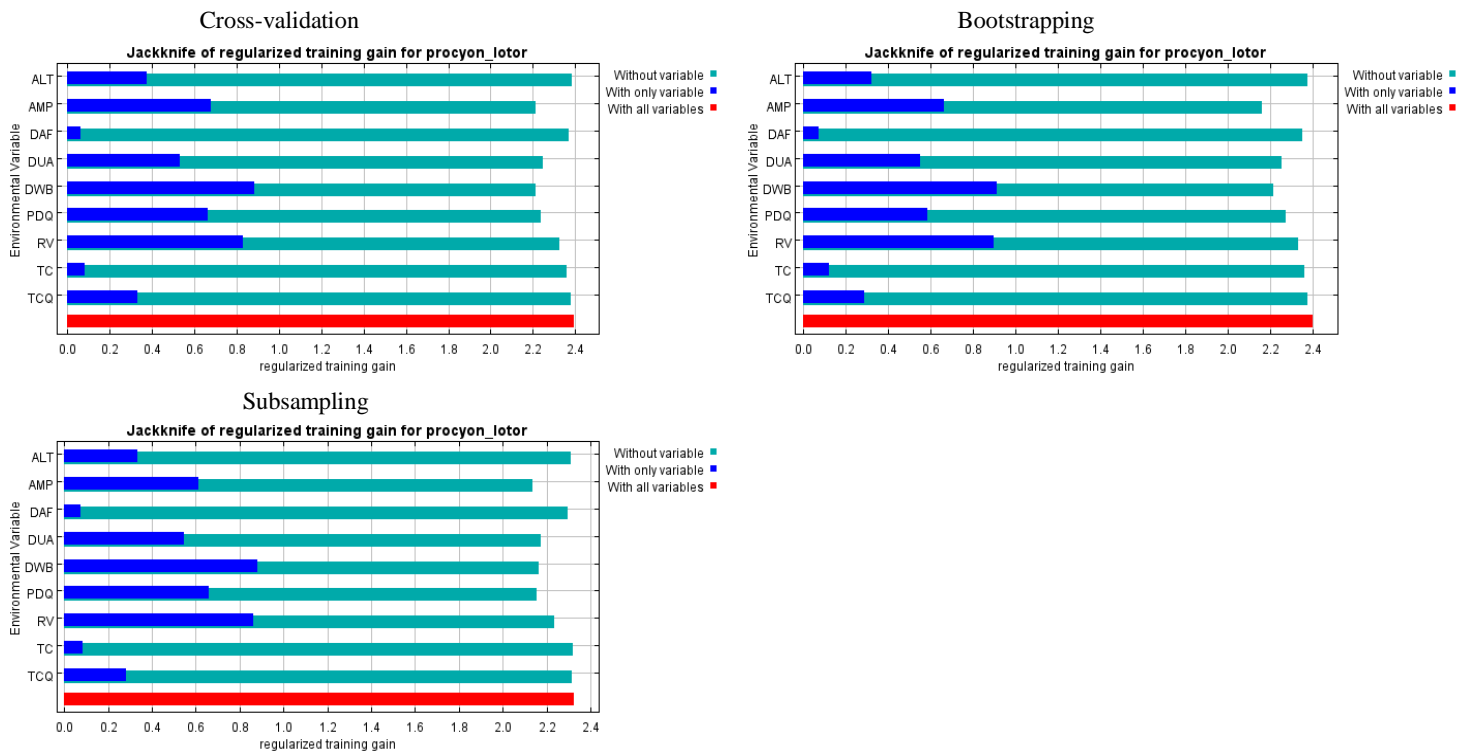 Cross-validation
Jackknife of regularized training gain for procyon_lotor
Environmental Variable
ALT
AMP
DAF
DUA
DWB
PDQ
RV
TC
TCQ
0.0 0.2 0.4 0.6 0.8 1.0 1.2 1.4 1.6 1.8 2.0 2.2 2.4
regularized training gain
Without variable
With only variable
With all variables
Bootstrapping
Jackknife of regularized training gain for procyon_lotor
Environmental Variable
ALT
AMP
DAF
DUA
DWB
PDQ
RV
TC
TCQ
0.0 0.2 0.4 0.6 0.8 1.0 1.2 1.4 1.6 1.8 2.0 2.2 2.4
regularized training gain
Without variable
With only variable
With all variables
Subsampling
Jackknife of regularized training gain for procyon_lotor
Environmental Variable
ALT
AMP
DAF
DUA
DWB
PDQ
RV
TC
TCQ
0.0 0.2 0.4 0.6 0.8 1.0 1.2 1.4 1.6 1.8 2.0 2.2 2.4
regularized training gain
Without variable
With only variable
With all variables